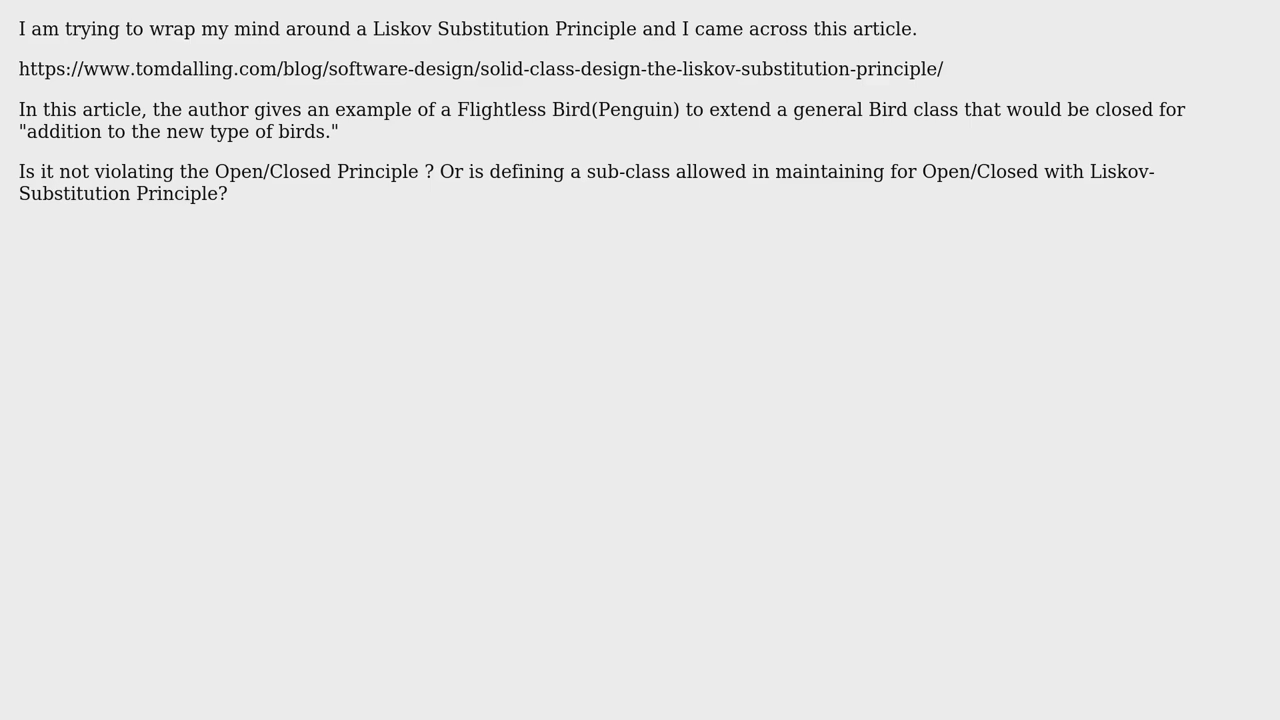 I am trying to wrap my mind around a Liskov Substitution Principle and I came across this article.
https://www.tomdalling.com/blog/software-design/solid-class-design-the-liskov-substitution-principle/
In this article, the author gives an example of a Flightless Bird(Penguin) to extend a general Bird class that would be closed for
"addition to the new type of birds."
Is it not violating the Open/Closed Principle ? Or is defining a sub-class allowed in maintaining for Open/Closed with Liskov-
Substitution Principle?